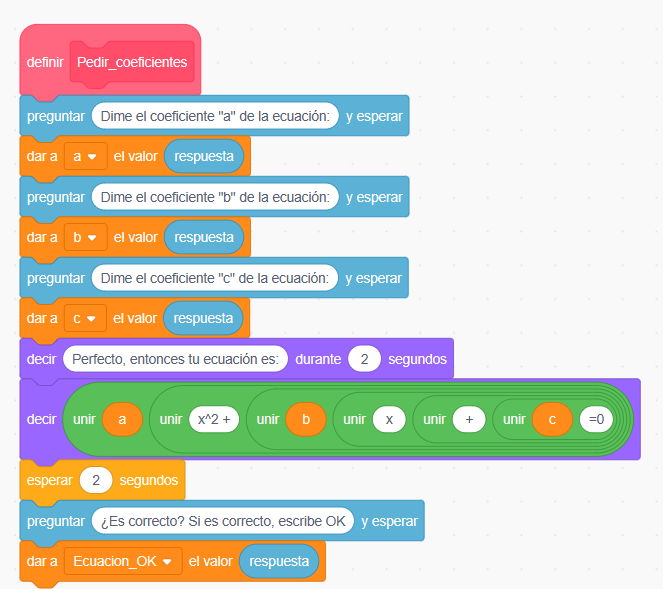 definir Pedir_coeficientes
preguntar Dime el coeficiente "a" de la ecuación: y esperar
dar a a el valor respuesta
preguntar Dime el coeficiente "b" de la ecuación: y esperar
dar a b el valor respuesta
preguntar Dime el coeficiente "c" de la ecuación: y esperar
dar a c el valor respuesta
decir Perfecto, entonces tu ecuación es: durante 2 segundos
decir unir a unir x^2 + unir b unir x unir + unir c =0
esperar 2 segundos
preguntar ¿Es correcto? Si es correcto, escribe OK y esperar
dar a Ecuacion_OK el valor respuesta